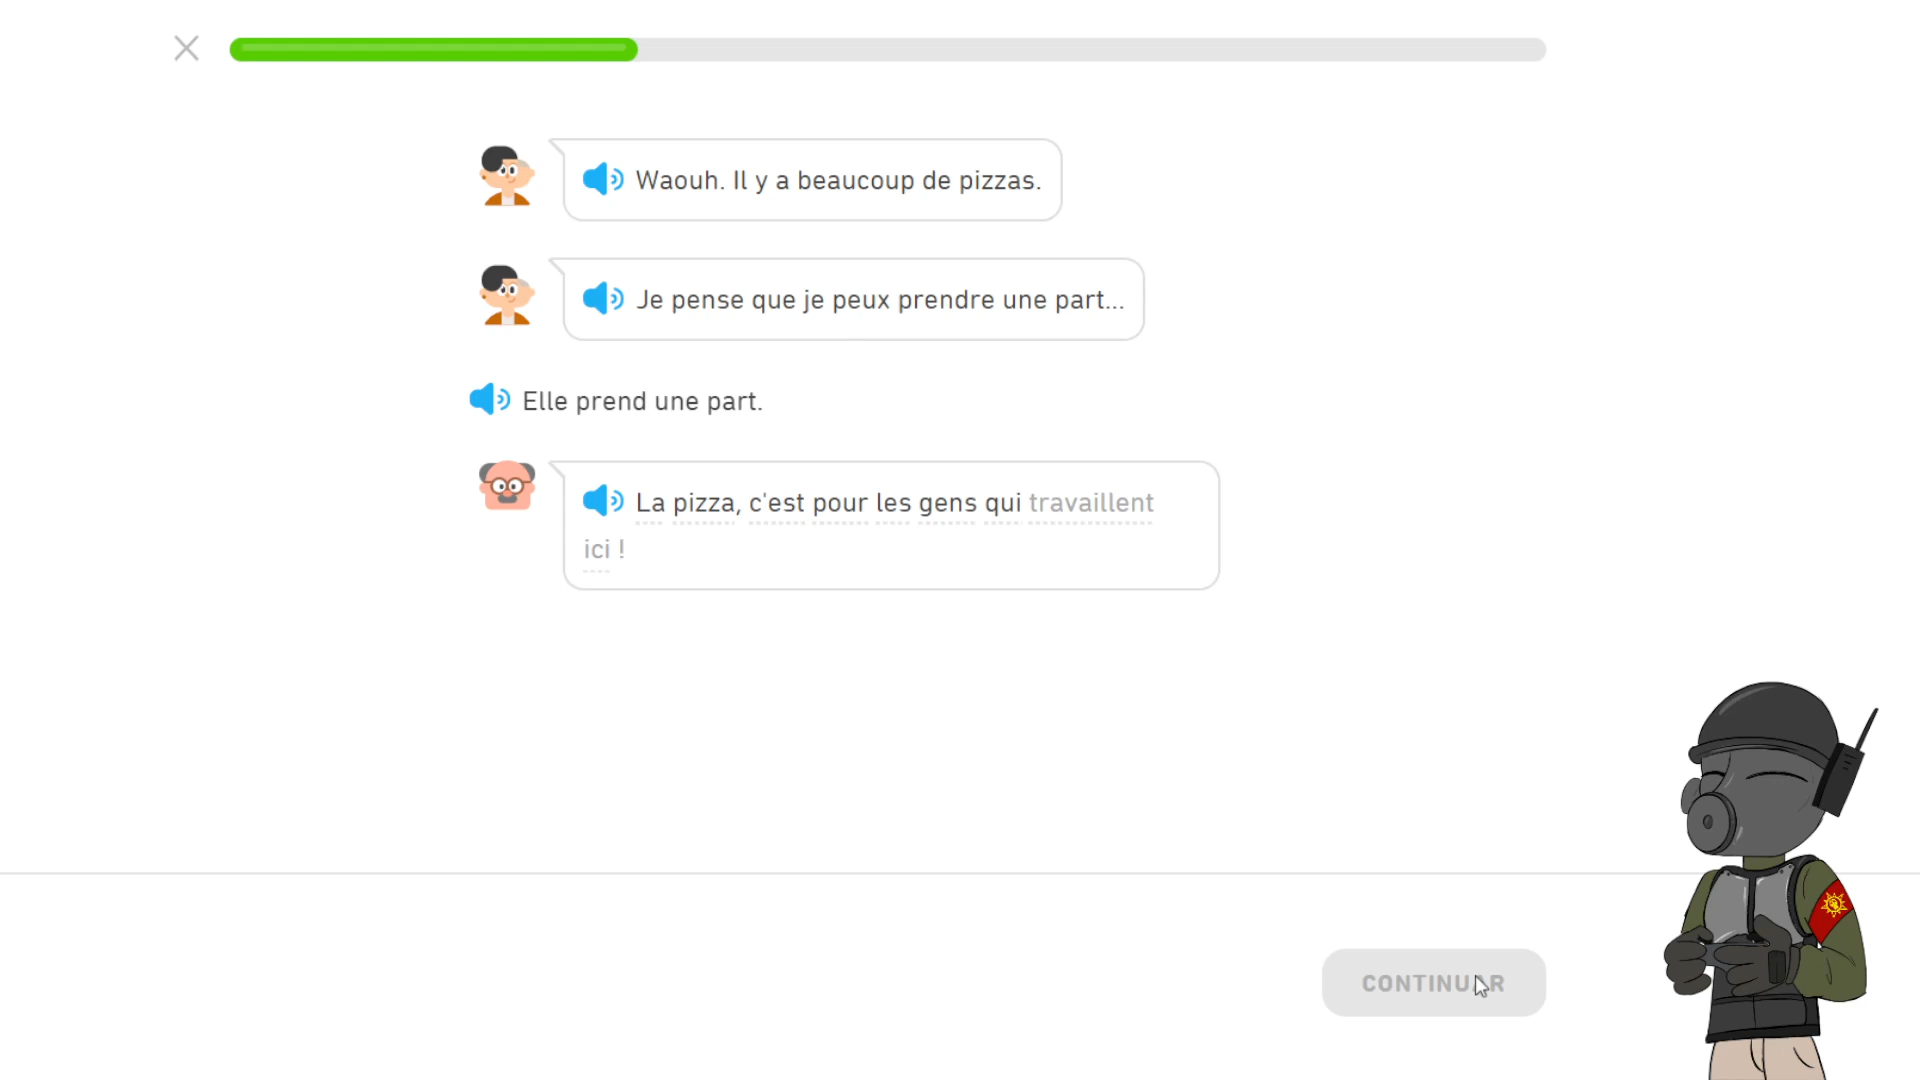 Waouh. Il y a beaucoup de pizzas.
Je pense que je peux prendre une part...
Elle prend une part.
La pizza, c'est pour les gens qui travaillent
ici !
CONTINUAR